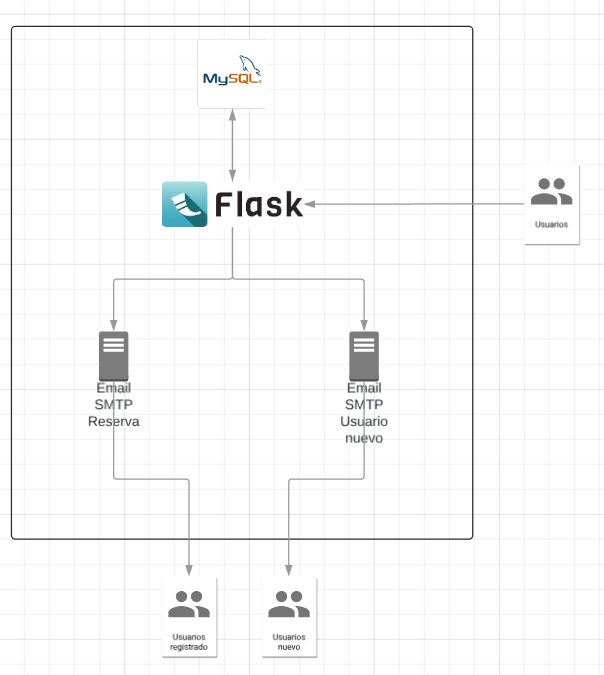 MySQL
Flask
Usuarios
Email
SMTP
Reserva
Email
SMTP
Usuario
nuevo
Usuarios
registrado
Usuarios
nuevo